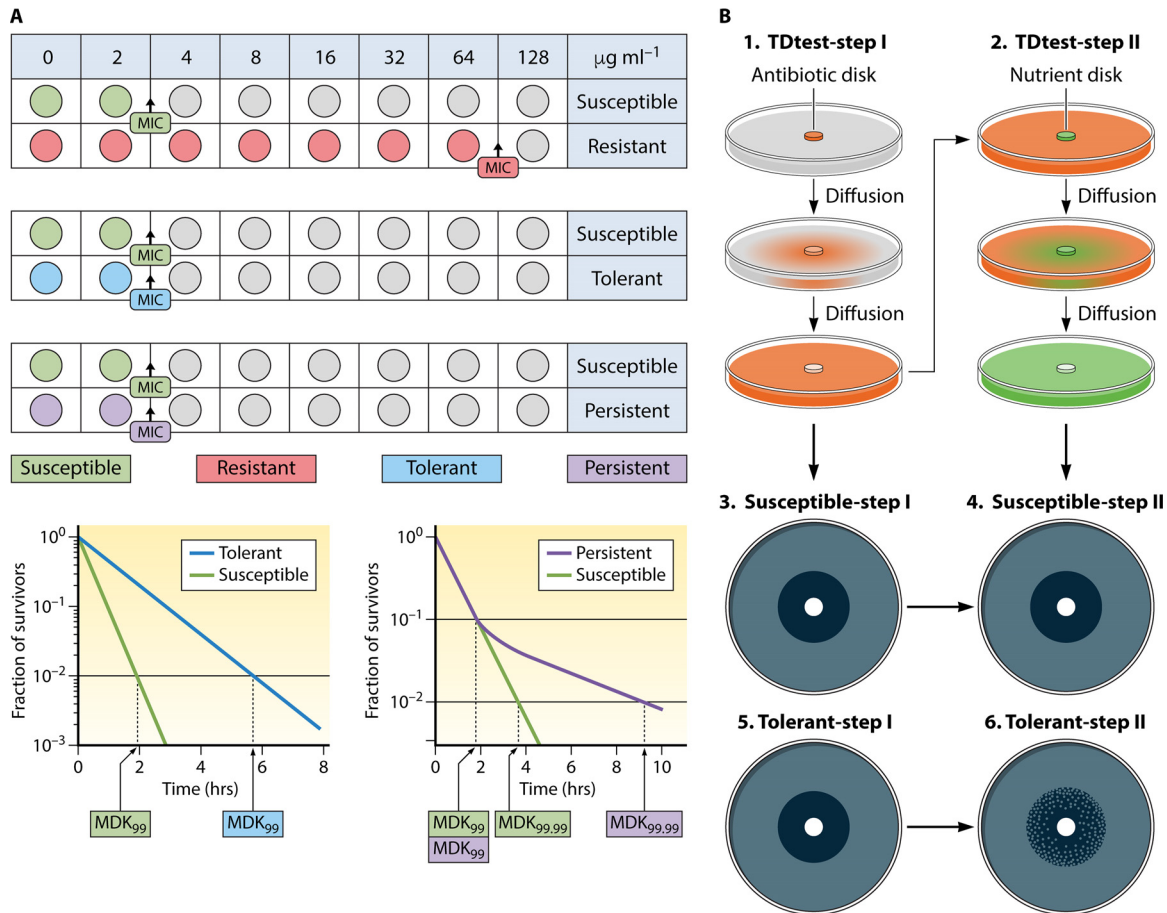 A
0 2 4 8 16 32 64 128 μg ml⁻¹
Susceptible
MIC
Resistant
MIC
Susceptible
MIC
Tolerant
MIC
Susceptible
MIC
Persistent
MIC
Susceptible Resistant Tolerant Persistent
Fraction of survivors
10⁰
10⁻¹
10⁻²
10⁻³
Tolerant
Susceptible
0 2 4 6 8
Time (hrs)
MDK₉₉ MDK₉₉
Fraction of survivors
10⁰
10⁻¹
10⁻²
Persistent
Susceptible
0 2 4 6 8 10
Time (hrs)
MDK₉₉ MDK₉₉.₉₉ MDK₉₉.₉₉
MDK₉₉
B
1. TDtest-step I
Antibiotic disk
Diffusion
Diffusion
2. TDtest-step II
Nutrient disk
Diffusion
Diffusion
3. Susceptible-step I
4. Susceptible-step II
5. Tolerant-step I
6. Tolerant-step II